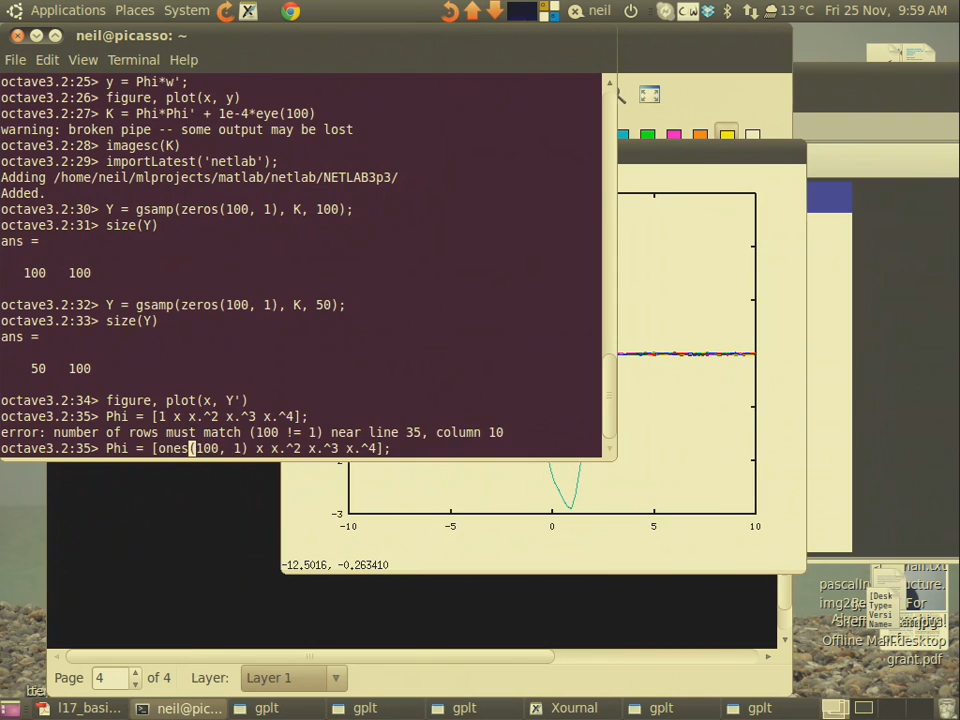 Applications Places System
neil
13 °C Fri 25 Nov, 9:59 AM
neil@picasso: ~
File Edit View Terminal Help
octave3.2:25> y = Phi*w';
octave3.2:26> figure, plot(x, y)
octave3.2:27> K = Phi*Phi' + 1e-4*eye(100)
warning: broken pipe -- some output may be lost
octave3.2:28> imagesc(K)
octave3.2:29> importLatest('netlab');
Adding /home/neil/mlprojects/matlab/netlab/NETLAB3p3/
Added.
octave3.2:30> Y = gsamp(zeros(100, 1), K, 100);
octave3.2:31> size(Y)
ans =
100 100
octave3.2:32> Y = gsamp(zeros(100, 1), K, 50);
octave3.2:33> size(Y)
ans =
50 100
octave3.2:34> figure, plot(x, Y')
octave3.2:35> Phi = [1 x x.^2 x.^3 x.^4];
error: number of rows must match (100 != 1) near line 35, column 10
octave3.2:35> Phi = [ones(100, 1) x x.^2 x.^3 x.^4];
-3
-10 -5 0 5 10
-12.5016, -0.263410
[Desk
Type=
Versi
Name=
Offline Mail.desktop
grant.pdf
Page 4 of 4 Layer: Layer 1
l17_basi... neil@pic... gplt gplt gplt Xournal gplt gplt